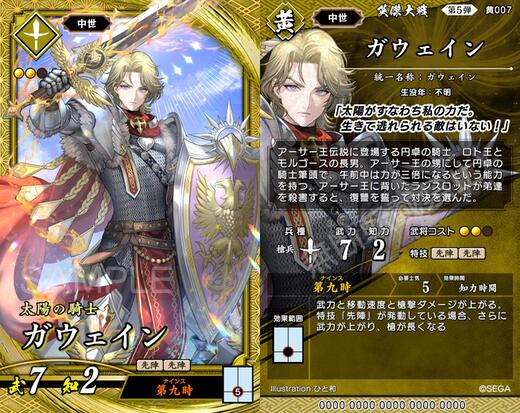 中世
SAMPLE
太陽の騎士
ガウェイン
先陣 先陣
武7 知2
ナインス
第九時
5
黄
中世
英傑大戦
第5弾
黄007
ガウェイン
統一名称：ガウェイン
生没年：不明
「太陽がすなわち私の力だ。
生きて逃れられる敵はいない！」
アーサー王伝説に登場する円卓の騎士。ロト王と
モルゴースの長男。アーサーの甥にして円卓の
騎士筆頭で、午前中は力が三倍になるという能力
を持つ。アーサー王に背いたランスロットが弟達
を殺害すると、復讐を誓って対決を選んだ。
兵種 武力 知力 武将コスト
槍兵 7 2
特技 先陣 先陣
ナインス
第九時
必要士気
5
効果時間
知力時間
効果範囲
武力と移動速度と槍撃ダメージが上がる。
特技「先陣」が発動している場合、さらに
武力が上がり、槍が長くなる
Illustration:ひと和
©SEGA
0000 0000 0000 0000 0000